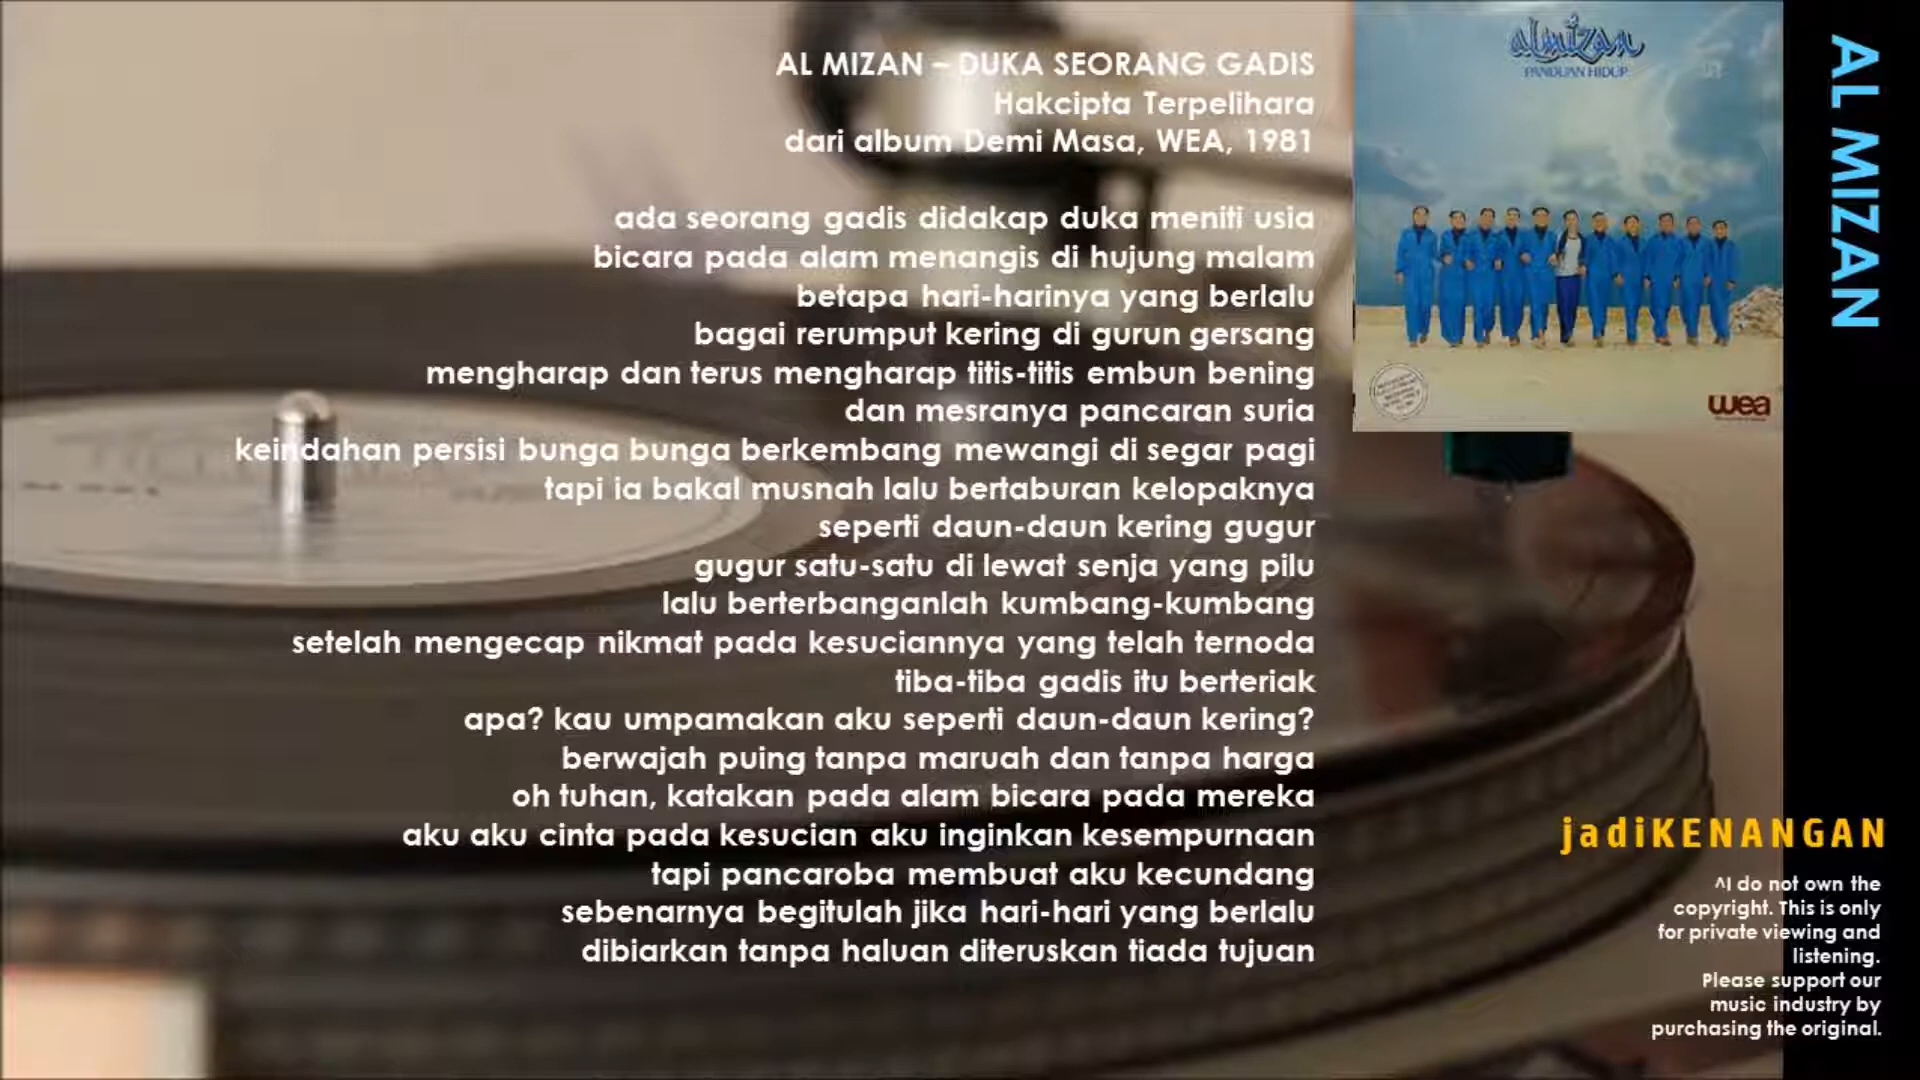 AL MIZAN – DUKA SEORANG GADIS
Hakcipta Terpelihara
dari album Demi Masa, WEA, 1981
ada seorang gadis didakap duka meniti usia
bicara pada alam menangis di hujung malam
betapa hari-harinya yang berlalu
bagai rerumput kering di gurun gersang
mengharap dan terus mengharap titis-titis embun bening
dan mesranya pancaran suria
keindahan persisi bunga bunga berkembang mewangi di segar pagi
tapi ia bakal musnah lalu bertaburan kelopaknya
seperti daun-daun kering gugur
gugur satu-satu di lewat senja yang pilu
lalu berterbanganlah kumbang-kumbang
setelah mengecap nikmat pada kesuciannya yang telah ternoda
tiba-tiba gadis itu berteriak
apa? kau umpamakan aku seperti daun-daun kering?
berwajah puing tanpa maruah dan tanpa harga
oh tuhan, katakan pada alam bicara pada mereka
aku aku cinta pada kesucian aku inginkan kesempurnaan
tapi pancaroba membuat aku kecundang
sebenarnya begitulah jika hari-hari yang berlalu
dibiarkan tanpa haluan diteruskan tiada tujuan
almizan
PANDUAN HIDUP
wea
AL MIZAN
jadiKENANGAN
^I do not own the
copyright. This is only
for private viewing and
listening.
Please support our
music industry by
purchasing the original.